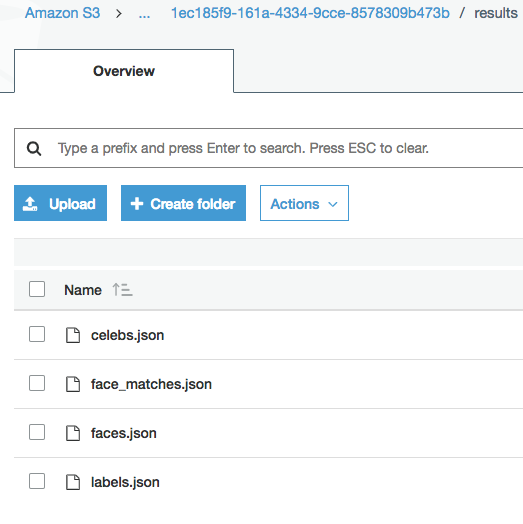 Amazon S3 > ... 1ec185f9-161a-4334-9cce-8578309b473b / results
Overview
Type a prefix and press Enter to search. Press ESC to clear.
Upload + Create folder Actions
Name
celebs.json
face_matches.json
faces.json
labels.json